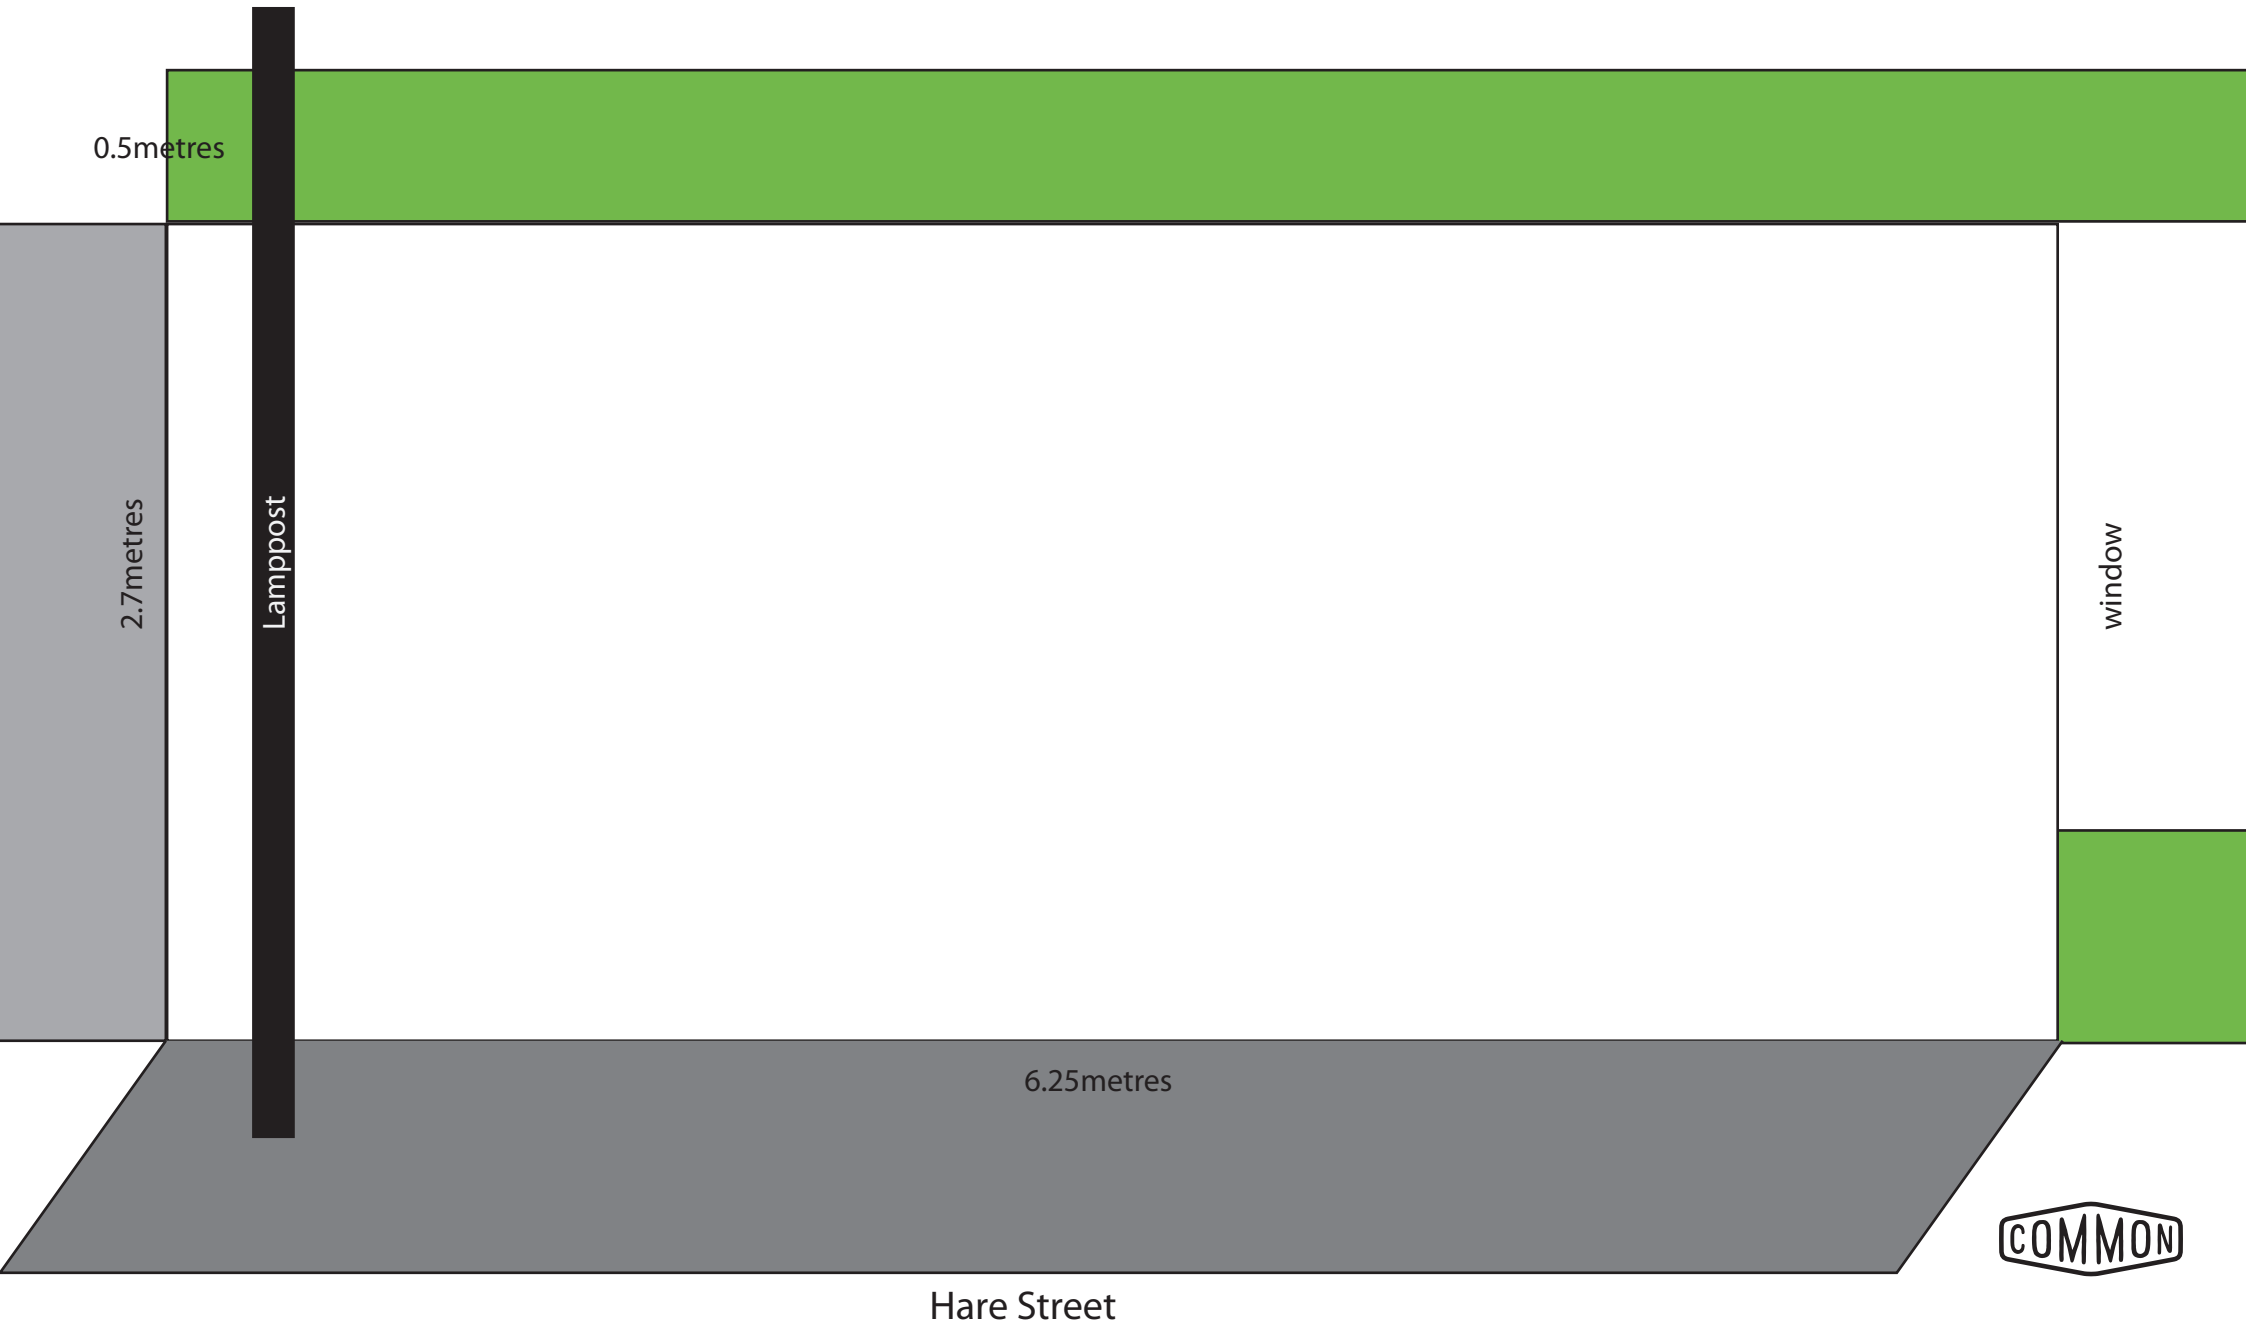 0.5metres
2.7metres
Lamppost
window
6.25metres
COMMON
Hare Street